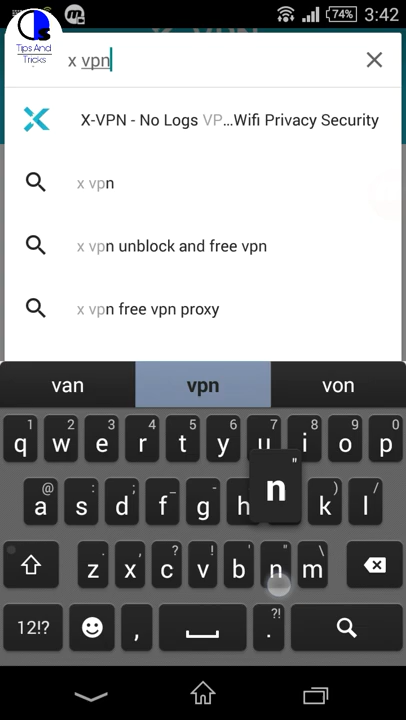 74% 3:42
Tips And
Tricks
x vpn
X-VPN - No Logs VP...Wifi Privacy Security
x vpn
x vpn unblock and free vpn
x vpn free vpn proxy
van vpn von
1 2 3 4 5 6 7 8 9 0
q w e r t y u i o p
@ : ; _ - ) /
a s d f g h " n k l
. , ? ! " \
z x c v b n m
12!? , ?! .